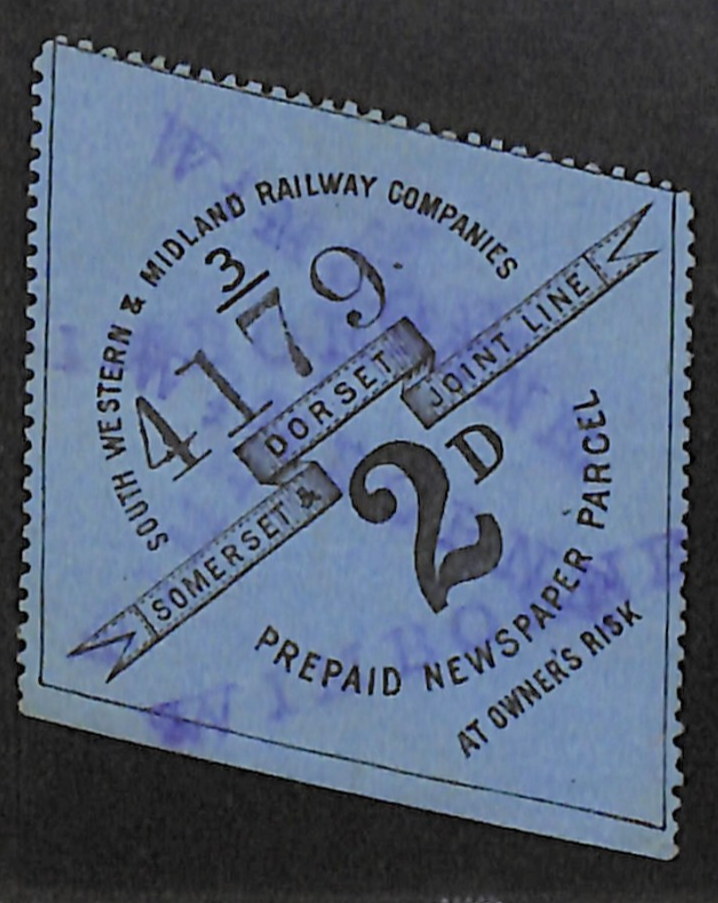 SOUTH WESTERN & MIDLAND RAILWAY COMPANIES
3/
4179
SOMERSET & DORSET JOINT LINE
2D
PREPAID NEWSPAPER PARCEL
AT OWNER'S RISK